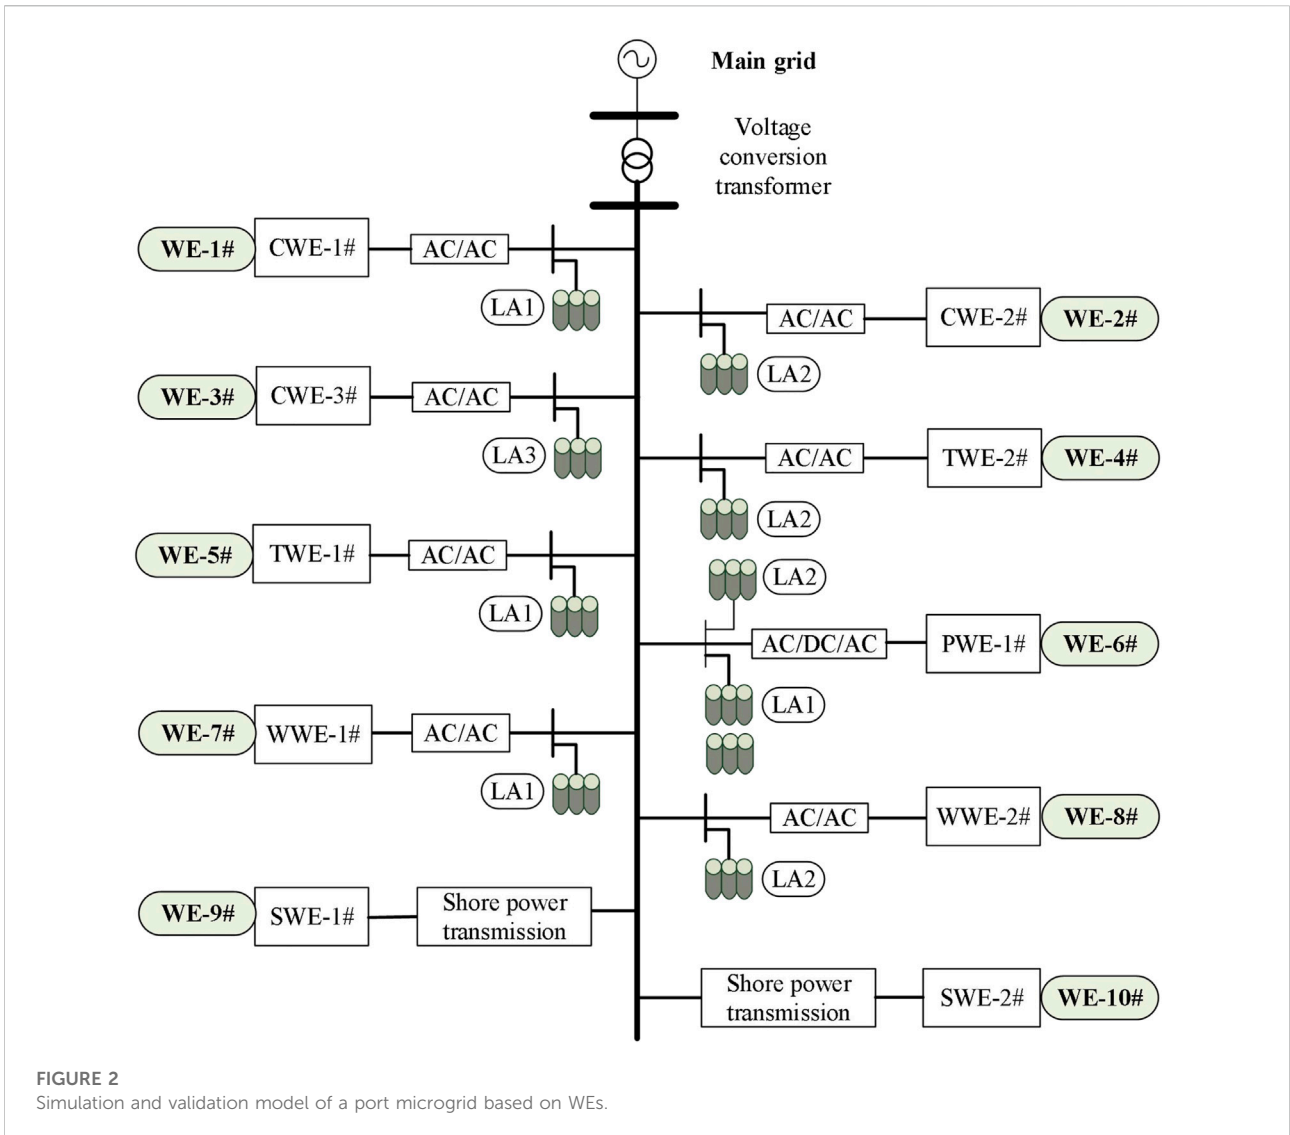 Main grid
Voltage
conversion
transformer
WE-1# CWE-1# AC/AC
LA1
AC/AC CWE-2# WE-2#
LA2
WE-3# CWE-3# AC/AC
LA3
AC/AC TWE-2# WE-4#
LA2
WE-5# TWE-1# AC/AC
LA2
LA1
AC/DC/AC PWE-1# WE-6#
LA1
WE-7# WWE-1# AC/AC
LA1
AC/AC WWE-2# WE-8#
LA2
WE-9# SWE-1# Shore power
transmission
Shore power
transmission SWE-2# WE-10#
FIGURE 2
Simulation and validation model of a port microgrid based on WEs.